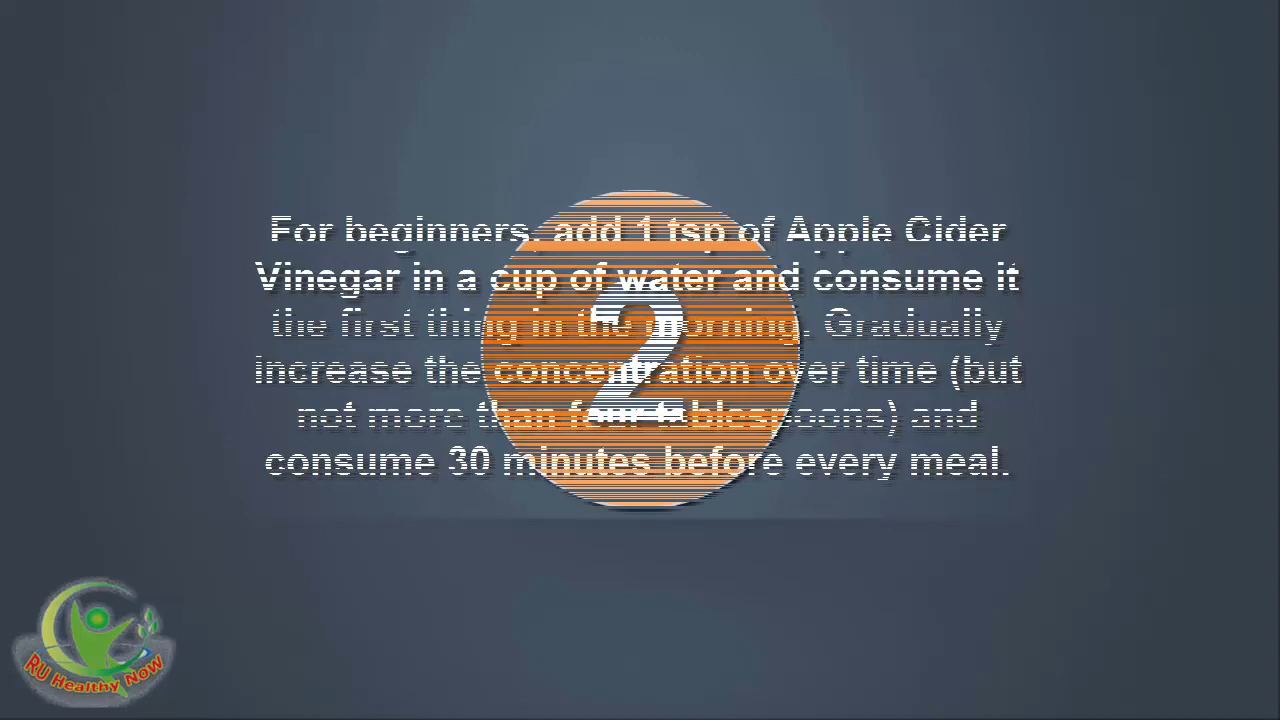 For beginners, add 1 tsp of Apple Cider
Vinegar in a cup of water and consume it
the first thing in the morning. Gradually
increase the concentration over time (but
not more than four tablespoons) and
consume 30 minutes before every meal.
2
RU Healthy Now